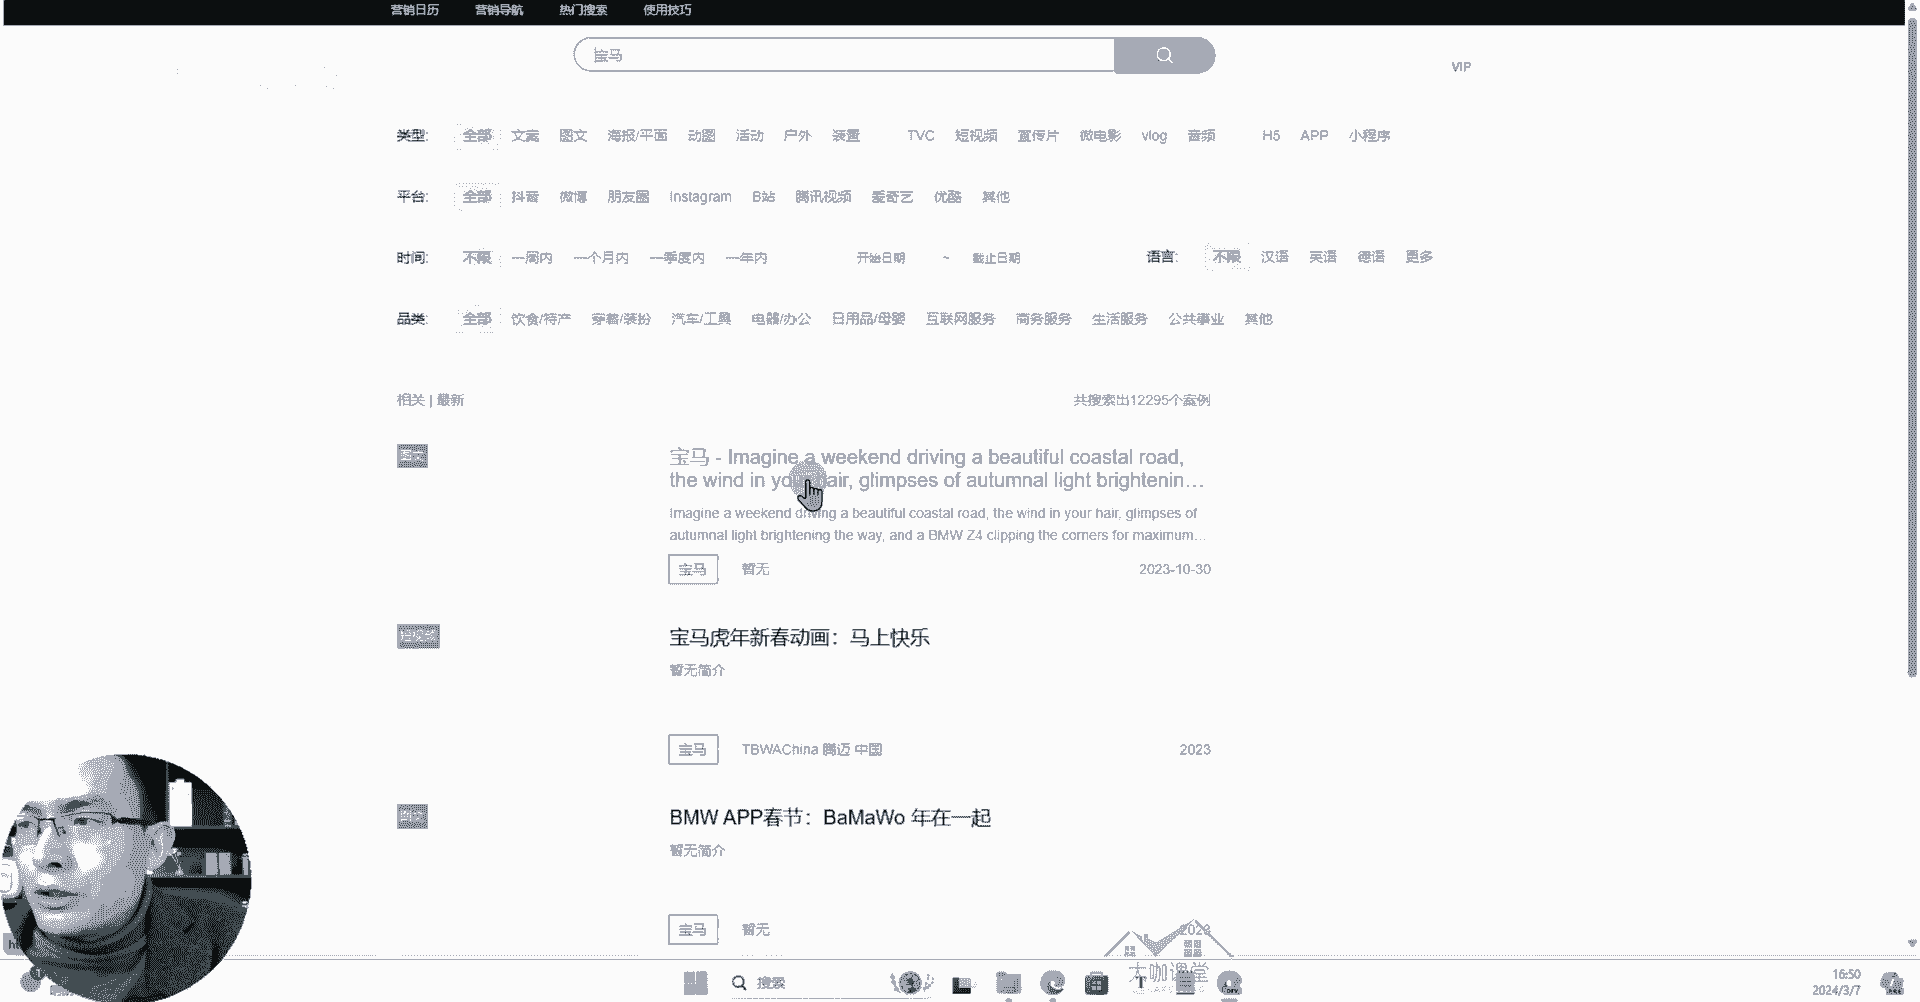 营销日历 营销导航 热门搜索 使用技巧
宝马
VIP
类型: 全部 文案 图文 海报/平面 动图 活动 户外 装置 TVC 短视频 宣传片 微电影 vlog 音频 H5 APP 小程序
平台: 全部 抖音 微博 朋友圈 Instagram B站 腾讯视频 爱奇艺 优酷 其他
时间: 不限 一周内 一个月内 一季度内 一年内 开始日期 ~ 截止日期 语言: 不限 汉语 英语 德语 更多
品类: 全部 饮食/特产 穿着/装扮 汽车/工具 电器/办公 日用品/母婴 互联网服务 商务服务 生活服务 公共事业 其他
相关 | 最新 共搜索出12295个案例
宝马 - Imagine a weekend driving a beautiful coastal road,
the wind in your hair, glimpses of autumnal light brightenin...
Imagine a weekend driving a beautiful coastal road, the wind in your hair, glimpses of
autumnal light brightening the way, and a BMW Z4 clipping the corners for maximum...
宝马 暂无 2023-10-30
宝马虎年新春动画：马上快乐
暂无简介
宝马 TBWAChina 腾迈 中国 2023
BMW APP春节：BaMaWo 年在一起
暂无简介
宝马 暂无 2023
大咖课堂
搜索
16:50
2024/3/7